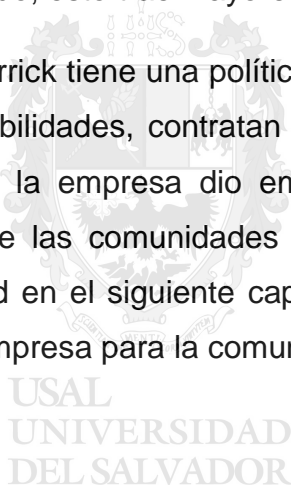 rrick tiene una polític
bilidades, contratan
la empresa dio em
e las comunidades
d en el siguiente cap
mpresa para la comun
USAL
UNIVERSIDAD
DEL SALVADOR